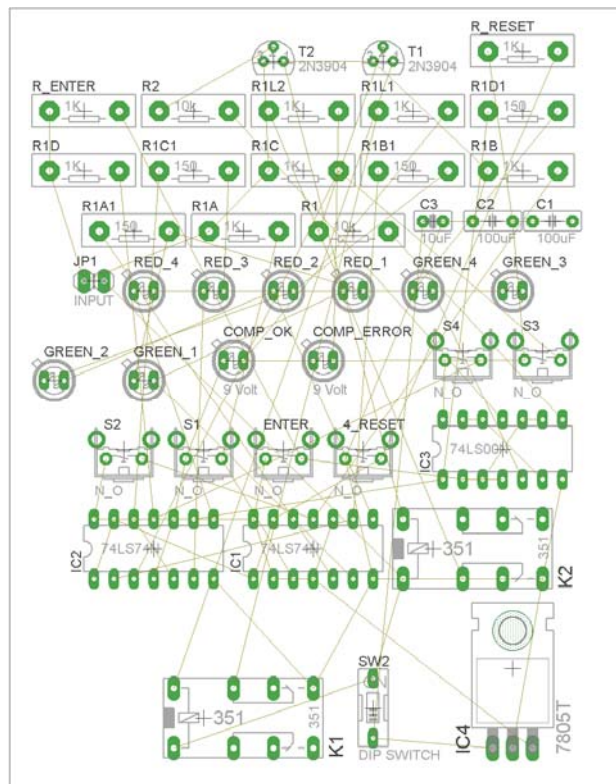 R_RESET
T2
T1
2N3904
2N3904
1K
R_ENTER
R2
R1L2
R1L1
R1D1
1K
10k
1K
1K
150
R1D
R1C1
R1C
R1B1
R1B
1K
150
1K
150
1K
R1A1
R1A
R1
C3
C2
C1
150
1K
10k
10uF
100uF
100uF
JP1
RED_4
RED_3
RED_2
RED_1
GREEN_4
GREEN_3
INPUT
GREEN_2
GREEN_1
COMP_OK
COMP_ERROR
S4
S3
9 Volt
9 Volt
N_O
N_O
S2
S1
ENTER
4_RESET
IC3
74LS00N
N_O
N_O
N_O
N_O
IC2
74LS74N
IC1
74LS74N
351
351
K2
SW2
351
351
K1
DIP SWITCH
IC4
7805T